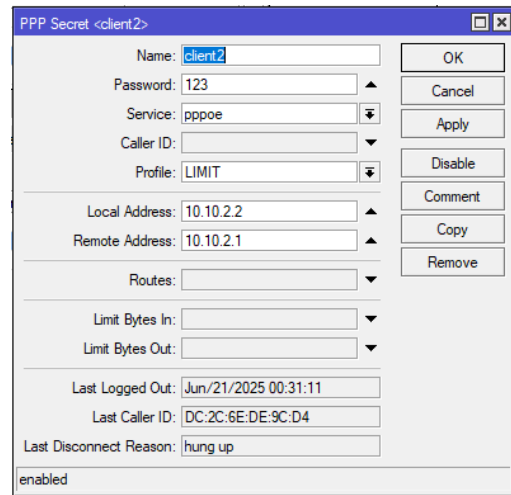 PPP Secret <client2>
Name: client2
OK
Password: 123
Cancel
Service: pppoe
Apply
Caller ID:
Profile: LIMIT
Disable
Comment
Local Address: 10.10.2.2
Copy
Remote Address: 10.10.2.1
Remove
Routes:
Limit Bytes In:
Limit Bytes Out:
Last Logged Out: Jun/21/2025 00:31:11
Last Caller ID: DC:2C:6E:DE:9C:D4
Last Disconnect Reason: hung up
enabled